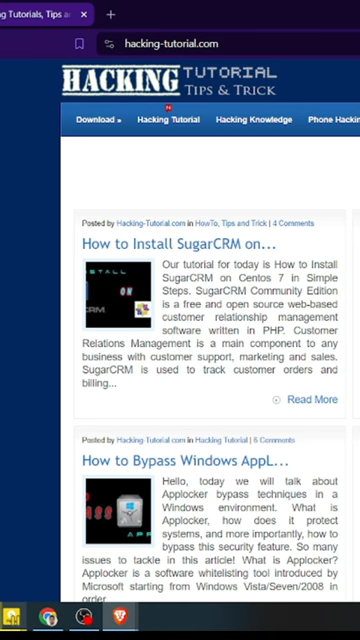 ng Tutorials, Tips a
hacking-tutorial.com
HACKING TUTORIAL
TIPS & TRICK
Download » Hacking Tutorial Hacking Knowledge Phone Hackin
Posted by Hacking-Tutorial.com in HowTo, Tips and Trick | 4 Comments
How to Install SugarCRM on...
Our tutorial for today is How to Install
SugarCRM on Centos 7 in Simple
Steps. SugarCRM Community Edition
is a free and open source web-based
customer relationship management
software written in PHP. Customer
Relations Management is a main component to any
business with customer support, marketing and sales.
SugarCRM is used to track customer orders and
billing...
Read More
Posted by Hacking-Tutorial.com in Hacking Tutorial | 6 Comments
How to Bypass Windows AppL...
Hello, today we will talk about
Applocker bypass techniques in a
Windows environment. What is
Applocker, how does it protect
systems, and more importantly, how to
bypass this security feature. So many
issues to tackle in this article! What is Applocker?
Applocker is a software whitelisting tool introduced by
Microsoft starting from Windows Vista/Seven/2008 in
order